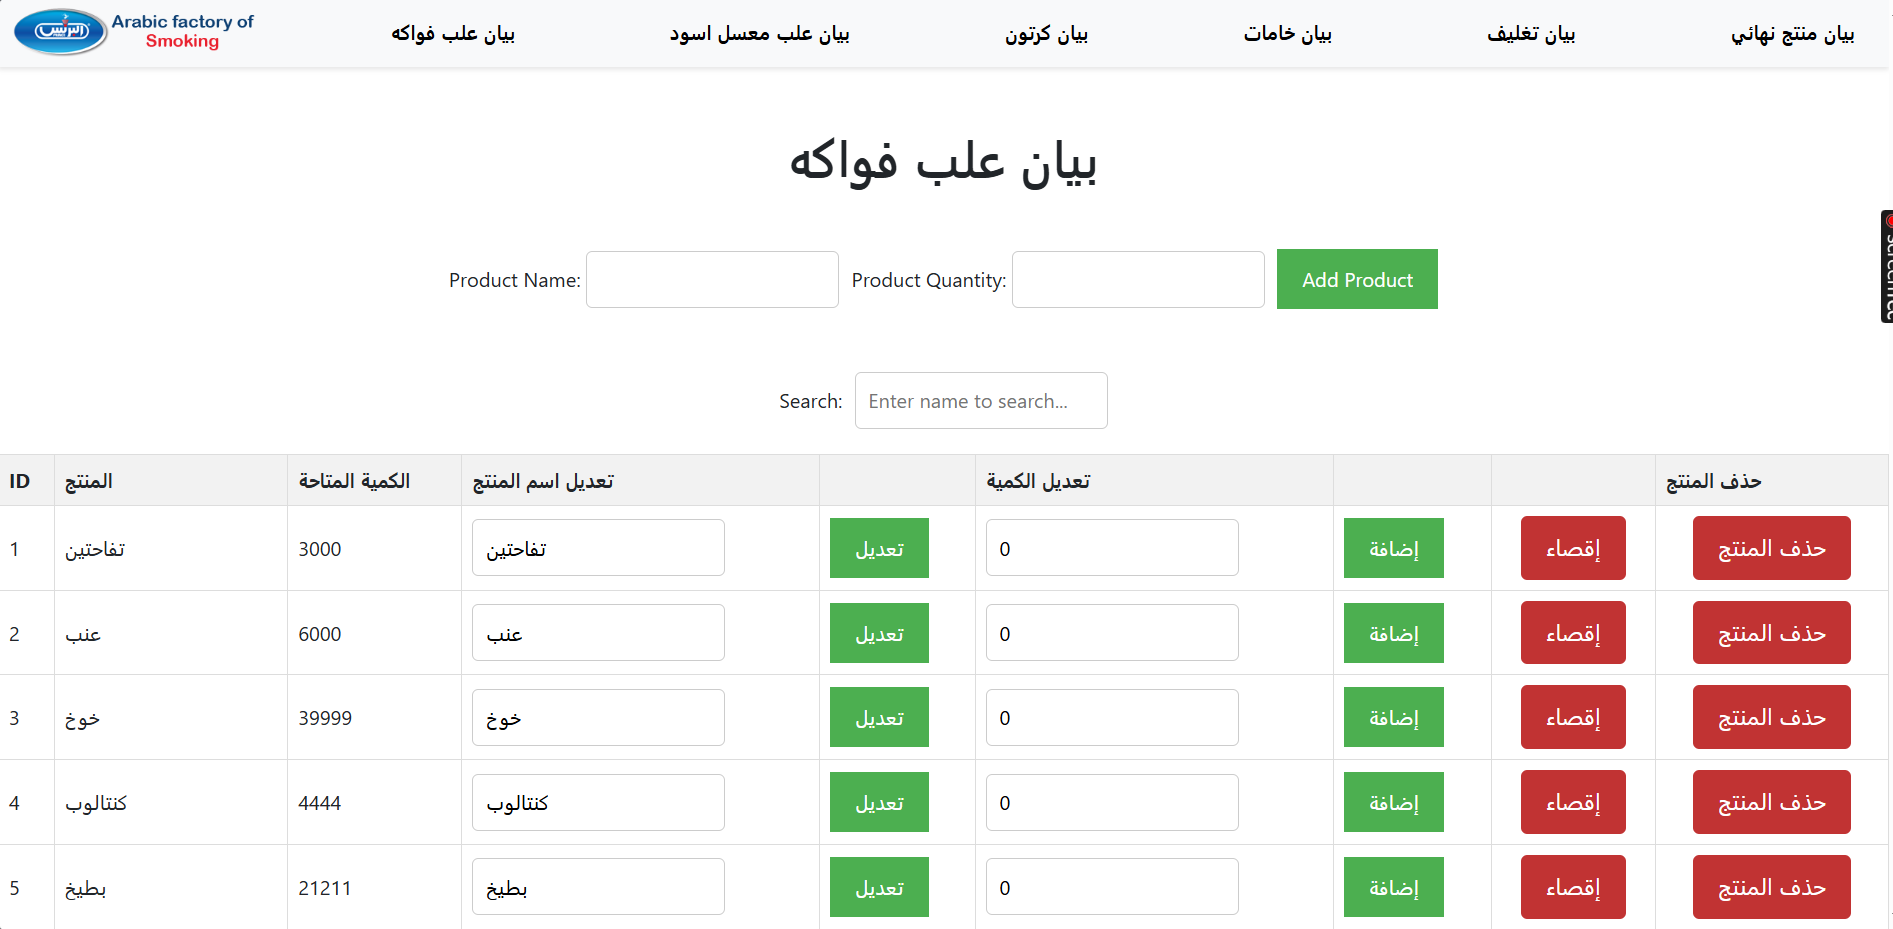 البرنس
Arabic factory of
Smoking
بيان علب فواكه
بيان علب معسل اسود
بيان كرتون
بيان خامات
بيان تغليف
بيان منتج نهائي
بيان علب فواكه
Product Name:
Product Quantity:
Add Product
Search:
Enter name to search...
ID المنتج الكمية المتاحة تعديل اسم المنتج تعديل الكمية حذف المنتج
1 تفاحتين 3000 تفاحتين تعديل 0 إضافة إقصاء حذف المنتج
2 عنب 6000 عنب تعديل 0 إضافة إقصاء حذف المنتج
3 خوخ 39999 خوخ تعديل 0 إضافة إقصاء حذف المنتج
4 كنتالوب 4444 كنتالوب تعديل 0 إضافة إقصاء حذف المنتج
5 بطيخ 21211 بطيخ تعديل 0 إضافة إقصاء حذف المنتج